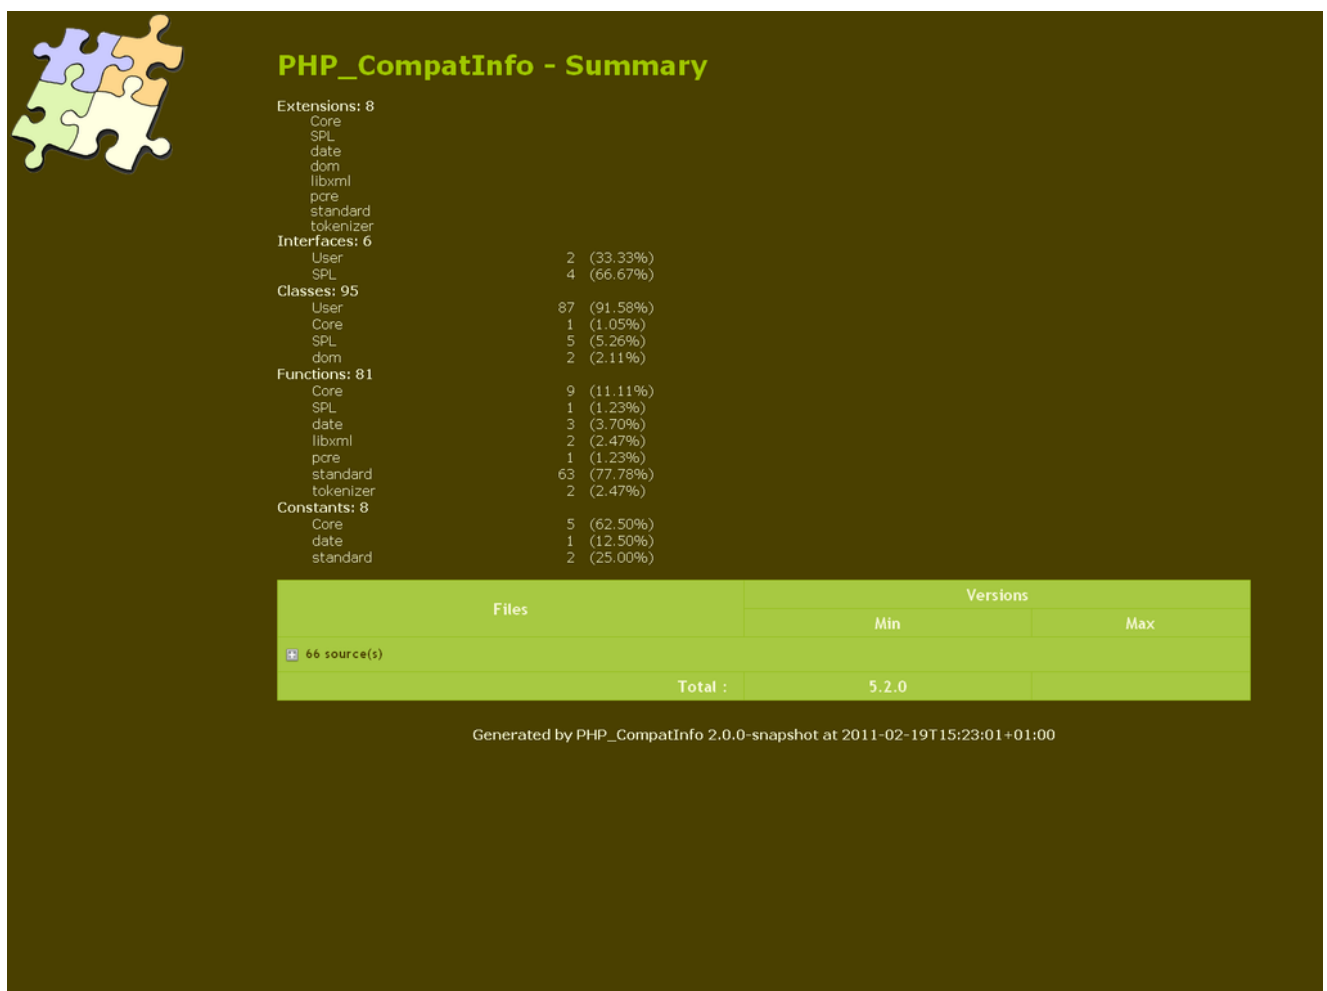 PHP_CompatInfo - Summary
Extensions: 8
Core
SPL
date
dom
libxml
pcre
standard
tokenizer
Interfaces: 6
User 2 (33.33%)
SPL 4 (66.67%)
Classes: 95
User 87 (91.58%)
Core 1 (1.05%)
SPL 5 (5.26%)
dom 2 (2.11%)
Functions: 81
Core 9 (11.11%)
SPL 1 (1.23%)
date 3 (3.70%)
libxml 2 (2.47%)
pcre 1 (1.23%)
standard 63 (77.78%)
tokenizer 2 (2.47%)
Constants: 8
Core 5 (62.50%)
date 1 (12.50%)
standard 2 (25.00%)
Files Versions
Min Max
66 source(s)
Total : 5.2.0
Generated by PHP_CompatInfo 2.0.0-snapshot at 2011-02-19T15:23:01+01:00